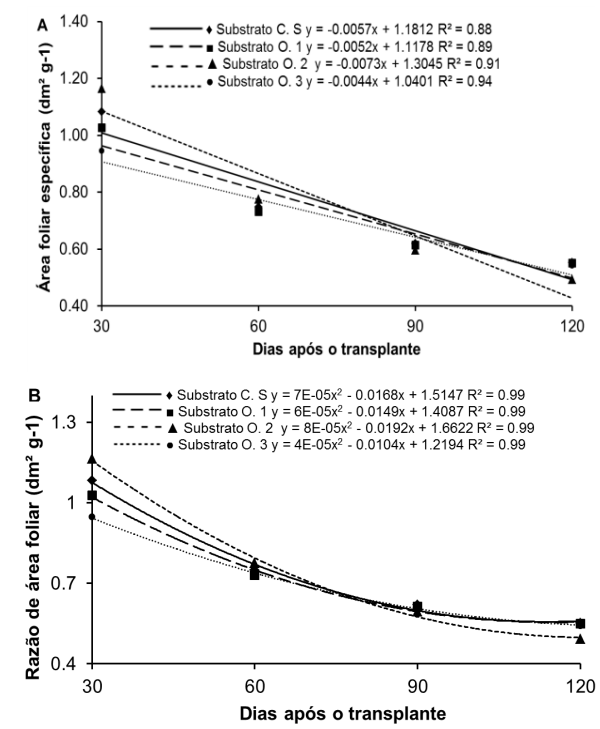 A
Substrato C. S y = -0.0057x + 1.1812 R² = 0.88
Substrato O. 1 y = -0.0052x + 1.1178 R² = 0.89
Substrato O. 2 y = -0.0073x + 1.3045 R² = 0.91
Substrato O. 3 y = -0.0044x + 1.0401 R² = 0.94
Área foliar específica (dm² g-1)
1.40
1.20
1.00
0.80
0.60
0.40
30 60 90 120
Dias após o transplante
B
Substrato C. S y = 7E-05x² - 0.0168x + 1.5147 R² = 0.99
Substrato O. 1 y = 6E-05x² - 0.0149x + 1.4087 R² = 0.99
Substrato O. 2 y = 8E-05x² - 0.0192x + 1.6622 R² = 0.99
Substrato O. 3 y = 4E-05x² - 0.0104x + 1.2194 R² = 0.99
Razão de área foliar (dm² g-1)
1.3
1
0.7
0.4
30 60 90 120
Dias após o transplante